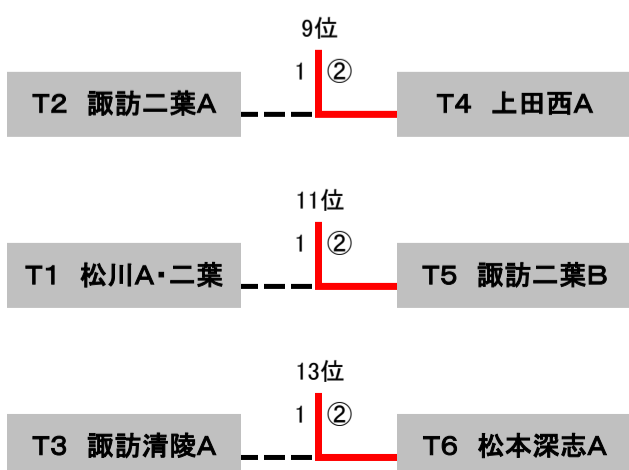 9位
1 ②
T2 諏訪二葉A
T4 上田西A
11位
1 ②
T1 松川A・二葉
T5 諏訪二葉B
13位
1 ②
T3 諏訪清陵A
T6 松本深志A